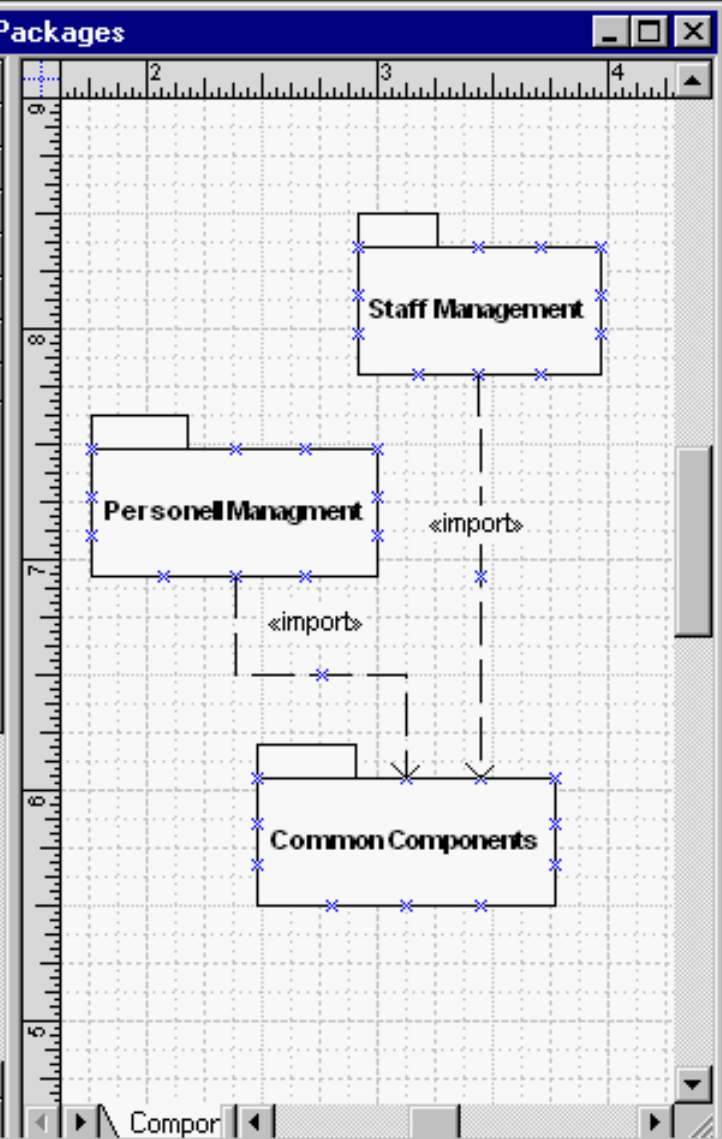 Packages
2 3 4
9
Staff Management
8
Personell Managment
«import»
7
«import»
6
Common Components
5
Compor